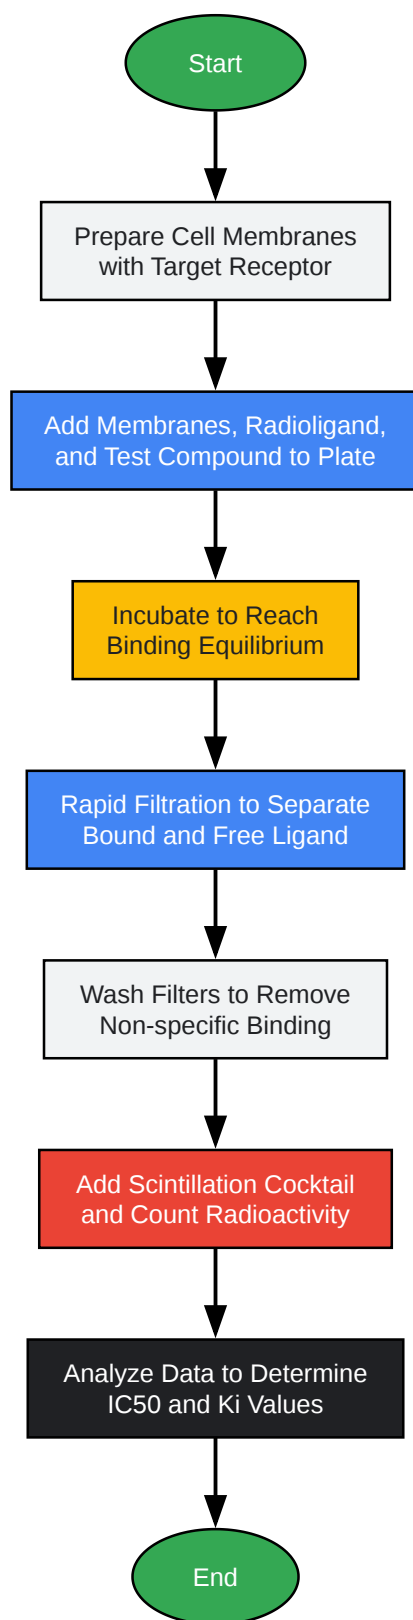 Start
Prepare Cell Membranes
with Target Receptor
Add Membranes, Radioligand,
and Test Compound to Plate
Incubate to Reach
Binding Equilibrium
Rapid Filtration to Separate
Bound and Free Ligand
Wash Filters to Remove
Non-specific Binding
Add Scintillation Cocktail
and Count Radioactivity
Analyze Data to Determine
IC50 and Ki Values
End